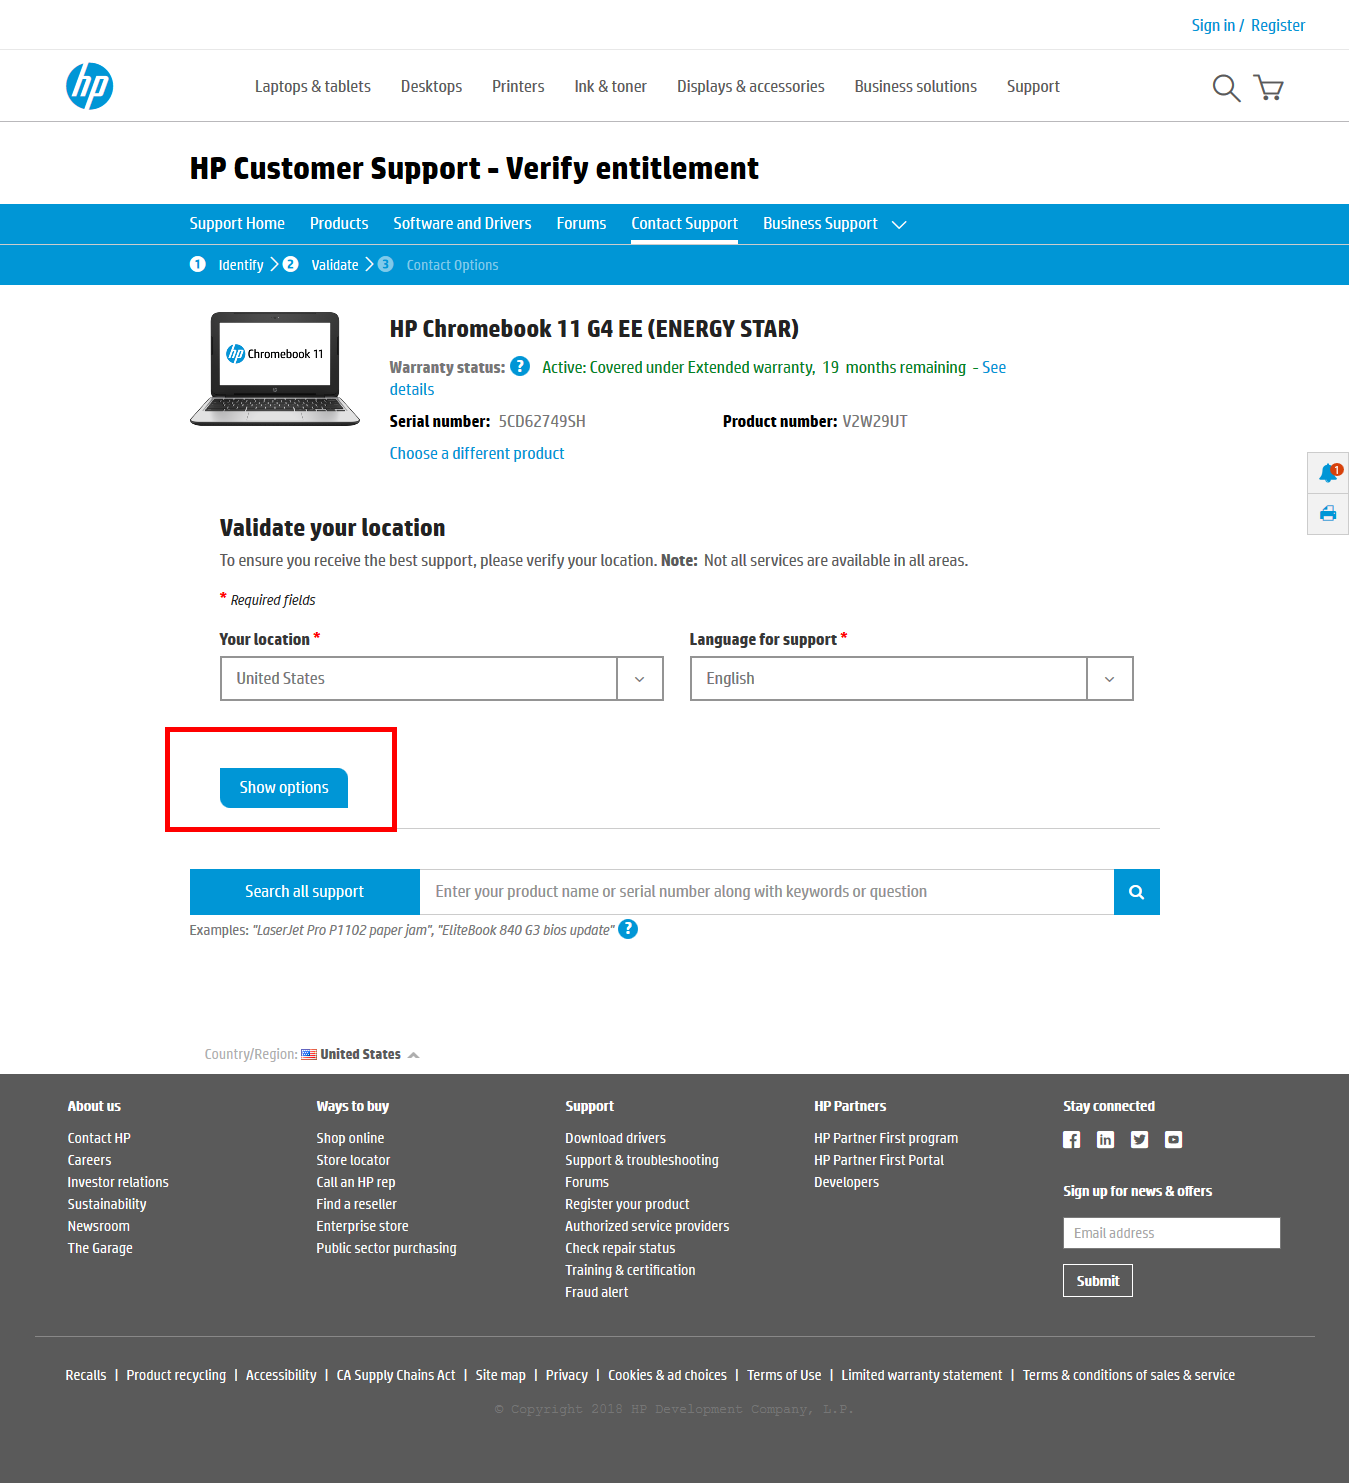 Sign in / Register
hp
Laptops & tablets Desktops Printers Ink & toner Displays & accessories Business solutions Support
HP Customer Support - Verify entitlement
Support Home Products Software and Drivers Forums Contact Support Business Support
1 Identify 2 Validate 3 Contact Options
hp Chromebook 11
HP Chromebook 11 G4 EE (ENERGY STAR)
Warranty status: ? Active: Covered under Extended warranty, 19 months remaining - See
details
Serial number: 5CD62749SH Product number: V2W29UT
Choose a different product
1
Validate your location
To ensure you receive the best support, please verify your location. Note: Not all services are available in all areas.
* Required fields
Your location * Language for support *
United States English
Show options
Search all support Enter your product name or serial number along with keywords or question
Examples: "LaserJet Pro P1102 paper jam", "EliteBook 840 G3 bios update" ?
Country/Region: United States
About us
Contact HP
Careers
Investor relations
Sustainability
Newsroom
The Garage
Ways to buy
Shop online
Store locator
Call an HP rep
Find a reseller
Enterprise store
Public sector purchasing
Support
Download drivers
Support & troubleshooting
Forums
Register your product
Authorized service providers
Check repair status
Training & certification
Fraud alert
HP Partners
HP Partner First program
HP Partner First Portal
Developers
Stay connected
f in
Sign up for news & offers
Email address
Submit
Recalls | Product recycling | Accessibility | CA Supply Chains Act | Site map | Privacy | Cookies & ad choices | Terms of Use | Limited warranty statement | Terms & conditions of sales & service
© Copyright 2018 HP Development Company, L.P.